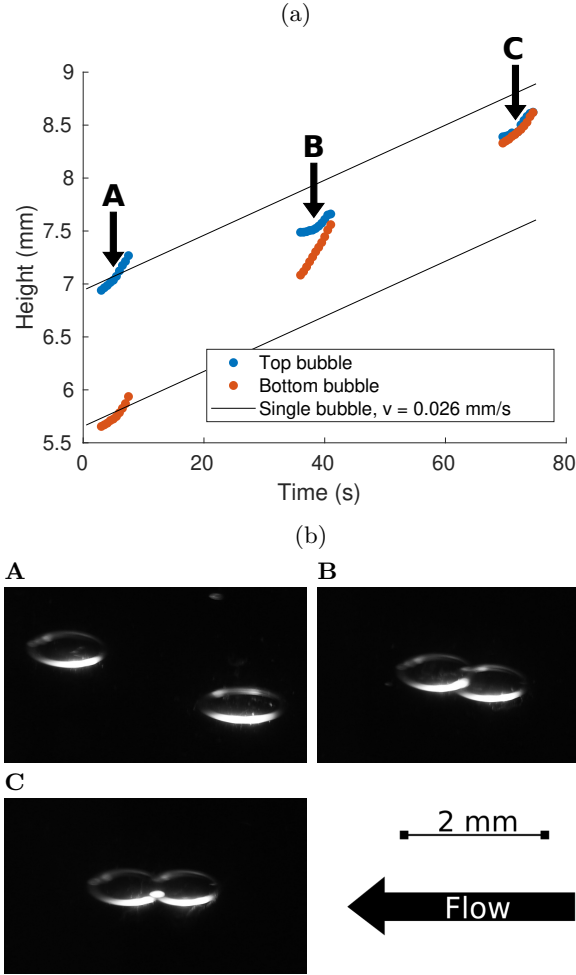 (a)
9
8.5
8
7.5
7
6.5
6
5.5
0
20
40
60
80
Height (mm)
Time (s)
A
B
C
Top bubble
Bottom bubble
Single bubble, v = 0.026 mm/s
(b)
A
B
C
2 mm
Flow